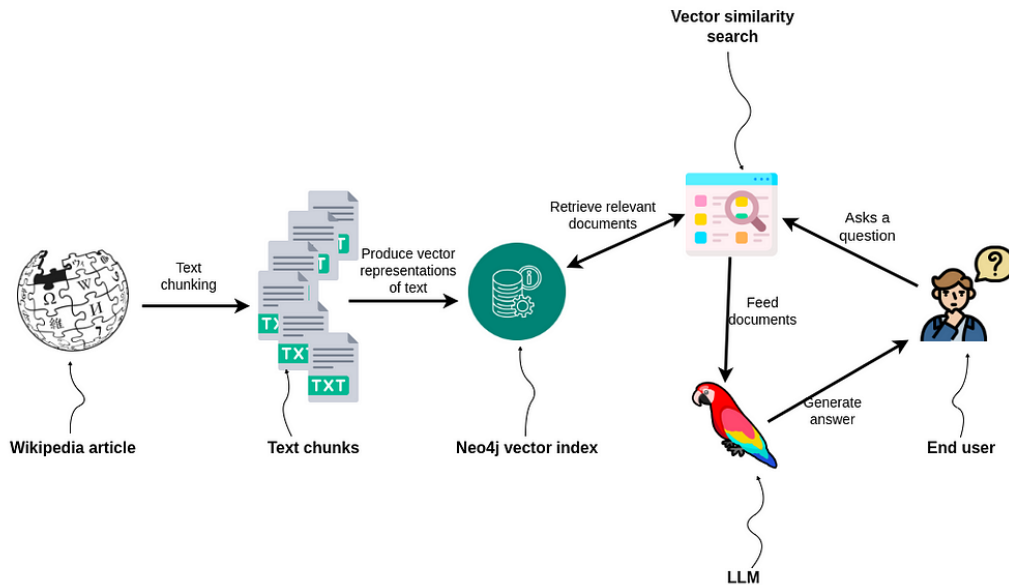 Vector similarity
search
Retrieve relevant
documents
Asks a
question
?
Text
chunking
Produce vector
representations
of text
TXT
TXT
TXT
Feed
documents
Generate
answer
Ω
W
И
維
Wikipedia article
Text chunks
Neo4j vector index
End user
LLM